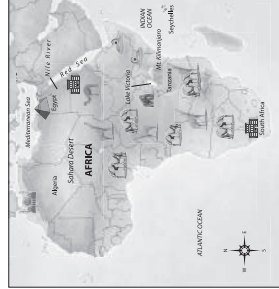 Mediterranean Sea
Nile River
Red Sea
Egypt
Algeria
Sahara Desert
AFRICA
INDIAN
OCEAN
Seychelles
Lake Victoria
Mt Kilimanjaro
Tanzania
South Africa
ATLANTIC OCEAN
N
W
E
S